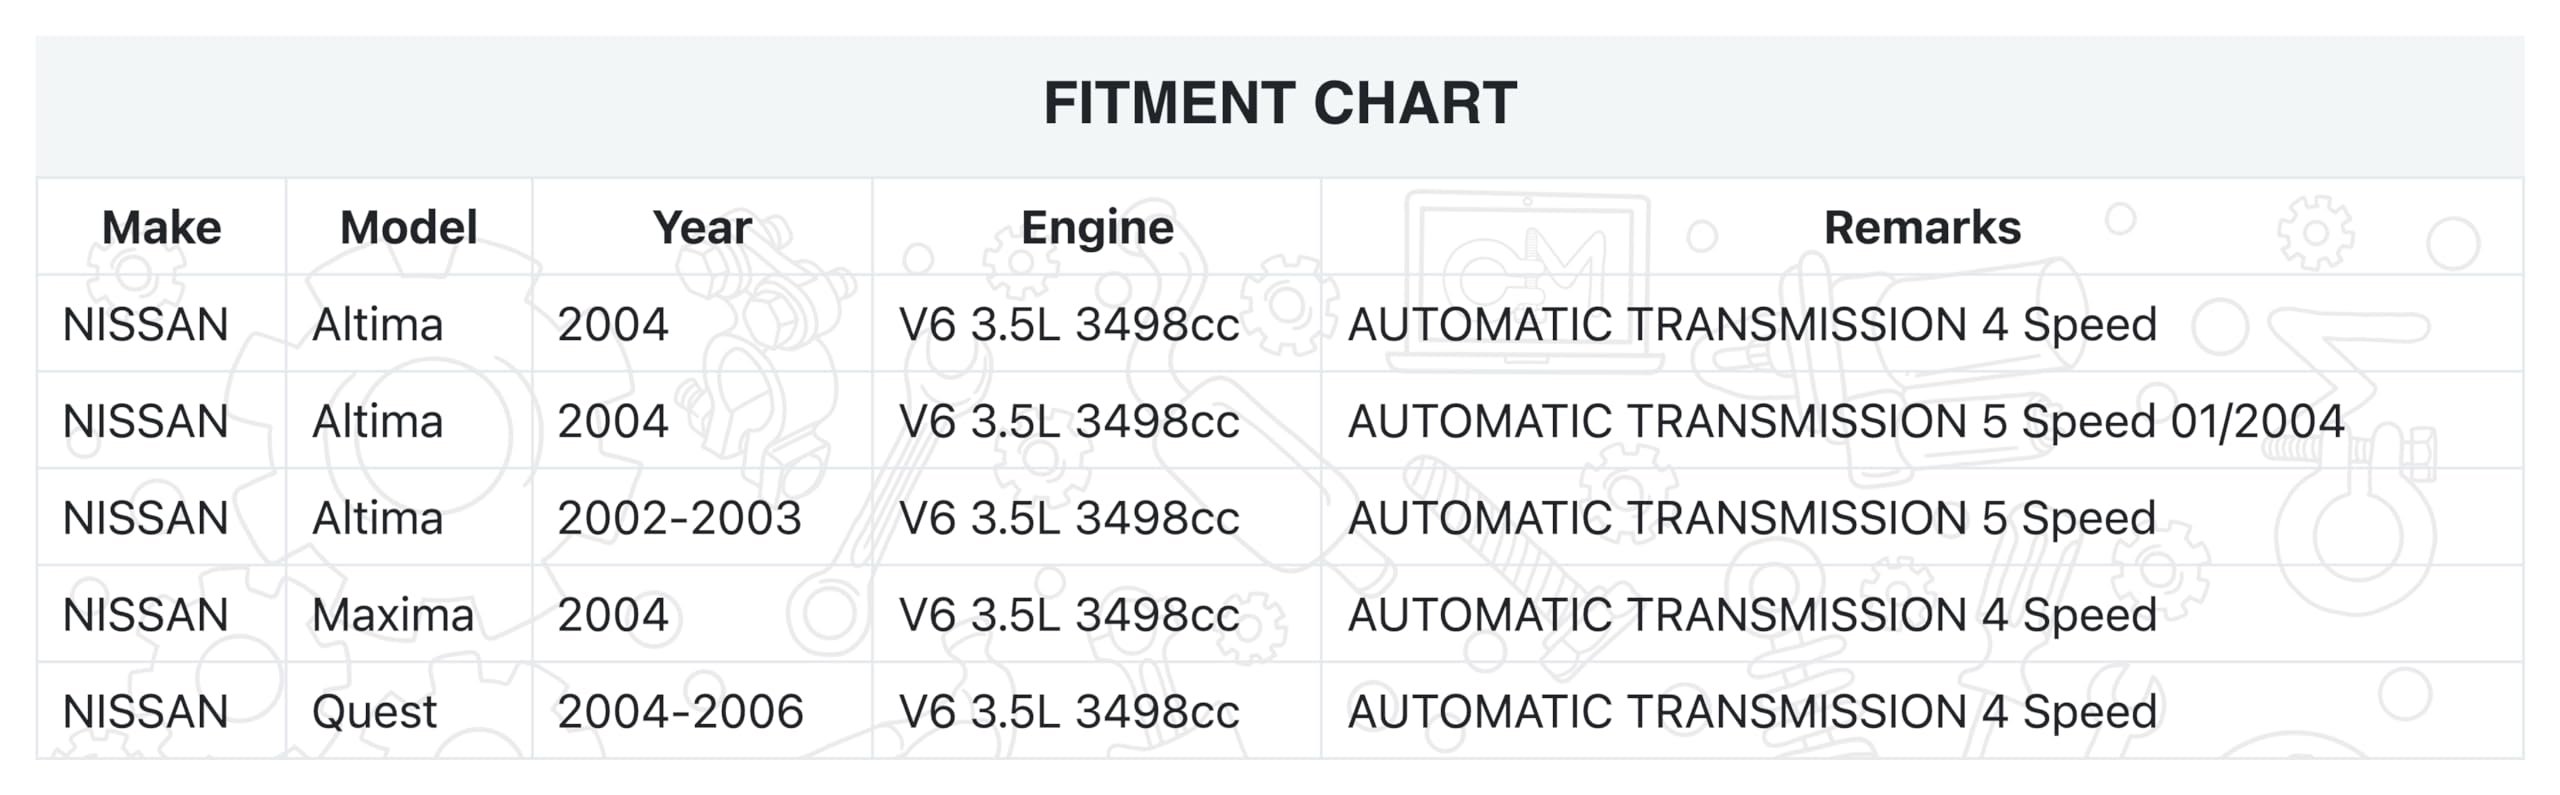 FITMENT CHART
Make Model Year Engine Remarks
NISSAN Altima 2004 V6 3.5L 3498cc AUTOMATIC TRANSMISSION 4 Speed
NISSAN Altima 2004 V6 3.5L 3498cc AUTOMATIC TRANSMISSION 5 Speed 01/2004
NISSAN Altima 2002-2003 V6 3.5L 3498cc AUTOMATIC TRANSMISSION 5 Speed
NISSAN Maxima 2004 V6 3.5L 3498cc AUTOMATIC TRANSMISSION 4 Speed
NISSAN Quest 2004-2006 V6 3.5L 3498cc AUTOMATIC TRANSMISSION 4 Speed